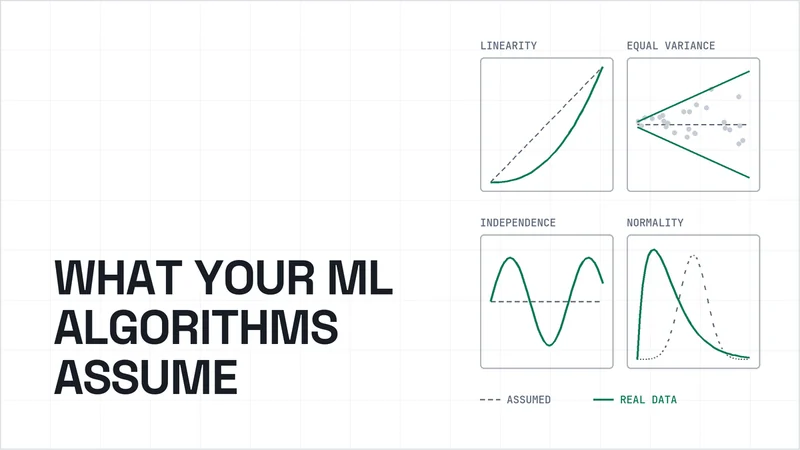 LINEARITY
EQUAL VARIANCE
INDEPENDENCE
NORMALITY
WHAT YOUR ML
ALGORITHMS
ASSUME
ASSUMED
REAL DATA